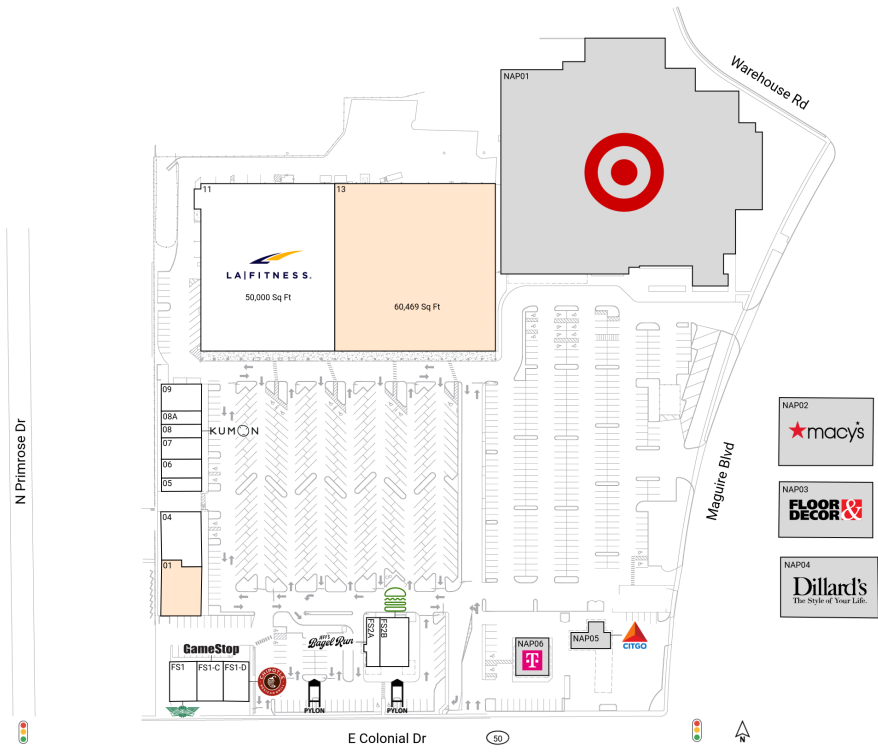 Warehouse Rd
NAP01
11
13
LA|FITNESS.
50,000 Sq Ft
60,469 Sq Ft
09
08A
08
KUMON
07
06
05
04
01
N Primrose Dr
Maguire Blvd
NAP02
macy's
NAP03
FLOOR &
DECOR
NAP04
Dillard's
The Style of Your Life.
GameStop
FS1
FS1-C
FS1-D
CHIPOTLE
Jeff's
Bagel Run
FS2A
FS2B
NAP06
T
NAP05
CITGO
PYLON
PYLON
E Colonial Dr
50
N